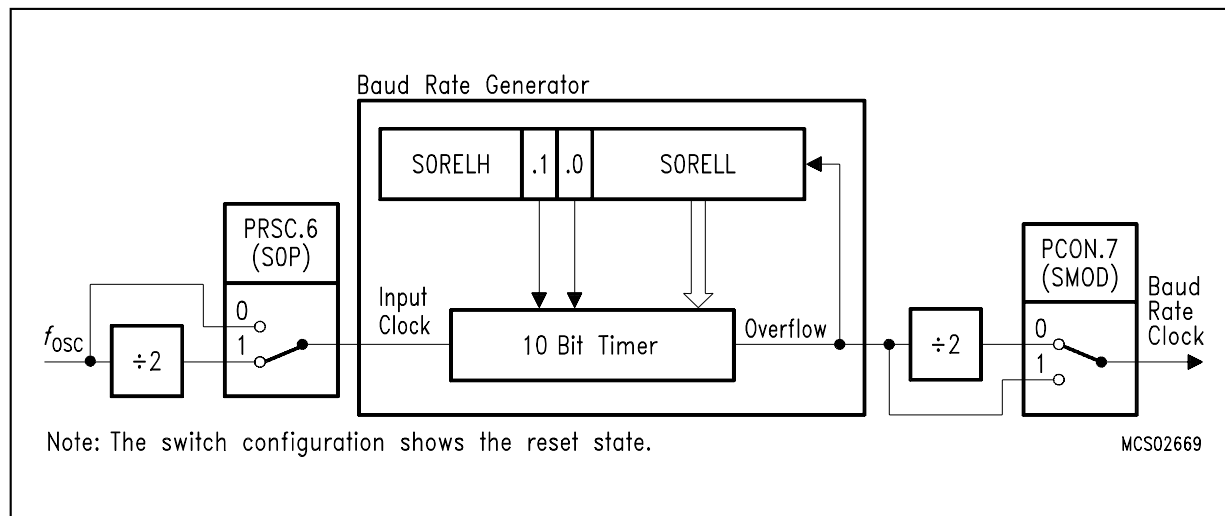 Baud Rate Generator
S0RELH .1 .0 S0RELL
PRSC.6
(S0P)
0
1
fOSC
÷2
Input
Clock
10 Bit Timer
Overflow
÷2
PCON.7
(SMOD)
0
1
Baud
Rate
Clock
Note: The switch configuration shows the reset state.
MCS02669